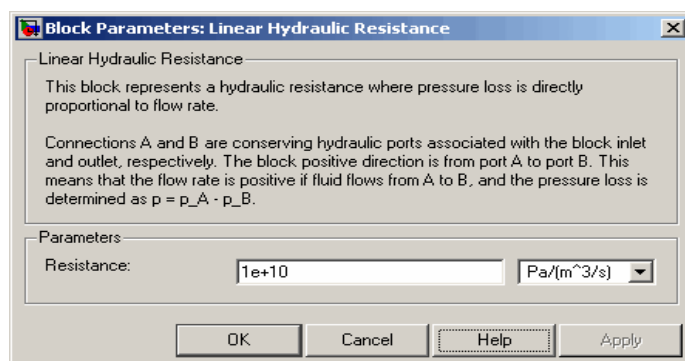 Block Parameters: Linear Hydraulic Resistance
Linear Hydraulic Resistance
This block represents a hydraulic resistance where pressure loss is directly
proportional to flow rate.
Connections A and B are conserving hydraulic ports associated with the block inlet
and outlet, respectively. The block positive direction is from port A to port B. This
means that the flow rate is positive if fluid flows from A to B, and the pressure loss is
determined as p = p_A - p_B.
Parameters
Resistance: 1e+10 Pa/(m^3/s)
OK Cancel Help Apply